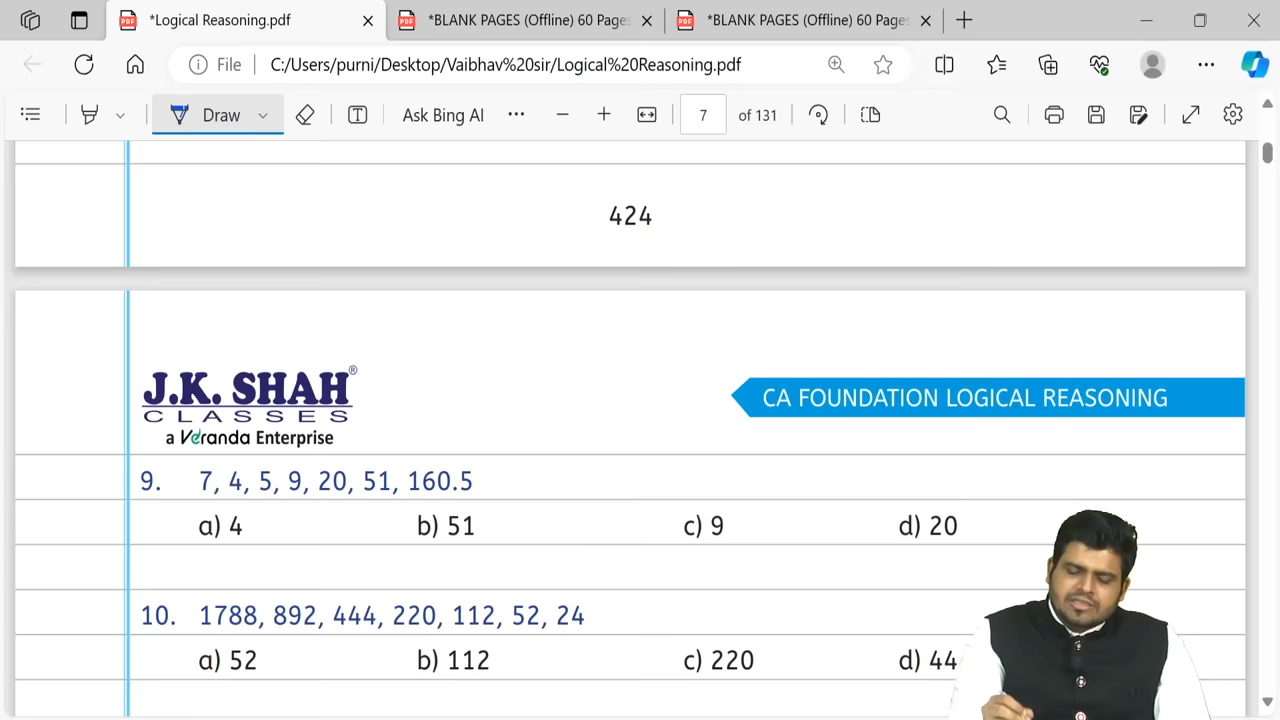 *Logical Reasoning.pdf
*BLANK PAGES (Offline) 60 Pages
*BLANK PAGES (Offline) 60 Pages
File C:/Users/purni/Desktop/Vaibhav%20sir/Logical%20Reasoning.pdf
Draw T Ask Bing AI 7 of 131
424
J.K. SHAH®
CLASSES
a Veranda Enterprise
CA FOUNDATION LOGICAL REASONING
9. 7, 4, 5, 9, 20, 51, 160.5
a) 4 b) 51 c) 9 d) 20
10. 1788, 892, 444, 220, 112, 52, 24
a) 52 b) 112 c) 220 d) 44